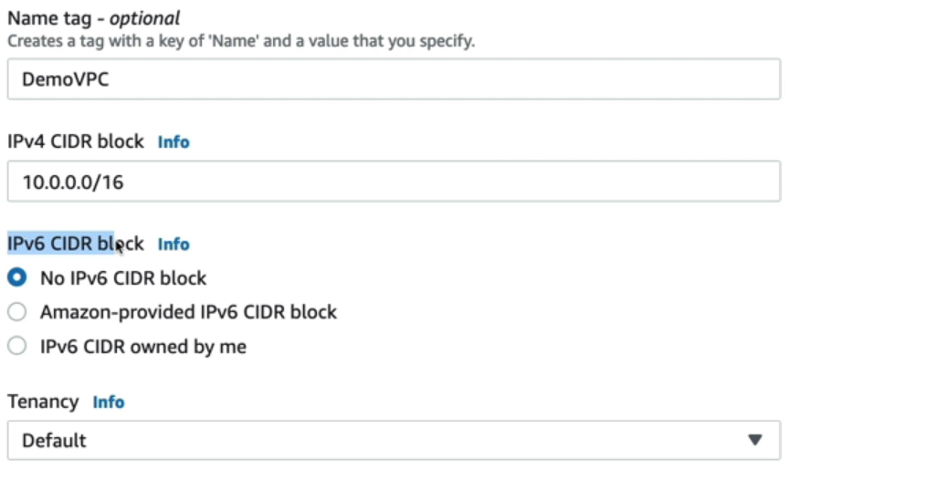 Name tag - optional
Creates a tag with a key of 'Name' and a value that you specify.
DemoVPC
IPv4 CIDR block Info
10.0.0.0/16
IPv6 CIDR block Info
No IPv6 CIDR block
Amazon-provided IPv6 CIDR block
IPv6 CIDR owned by me
Tenancy Info
Default